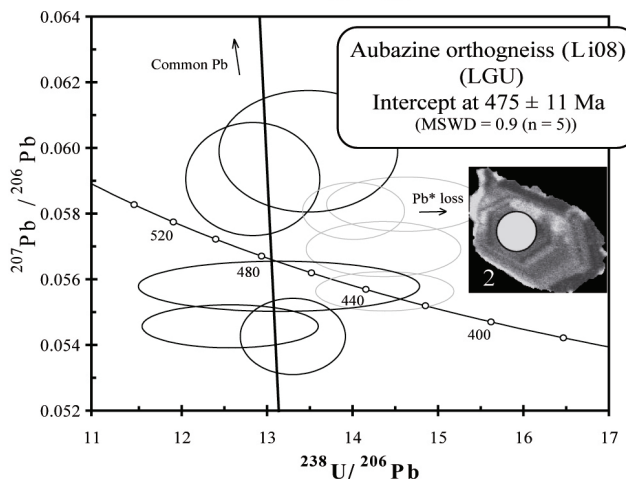 Aubazine orthogneiss (Li08)
(LGU)
Intercept at 475 ± 11 Ma
(MSWD = 0.9 (n = 5))
Common Pb
Pb* loss
2
520
480
440
400
0.064
0.062
0.060
0.058
0.056
0.054
0.052
²⁰⁷Pb / ²⁰⁶Pb
11
12
13
14
15
16
17
²³⁸U/ ²⁰⁶Pb